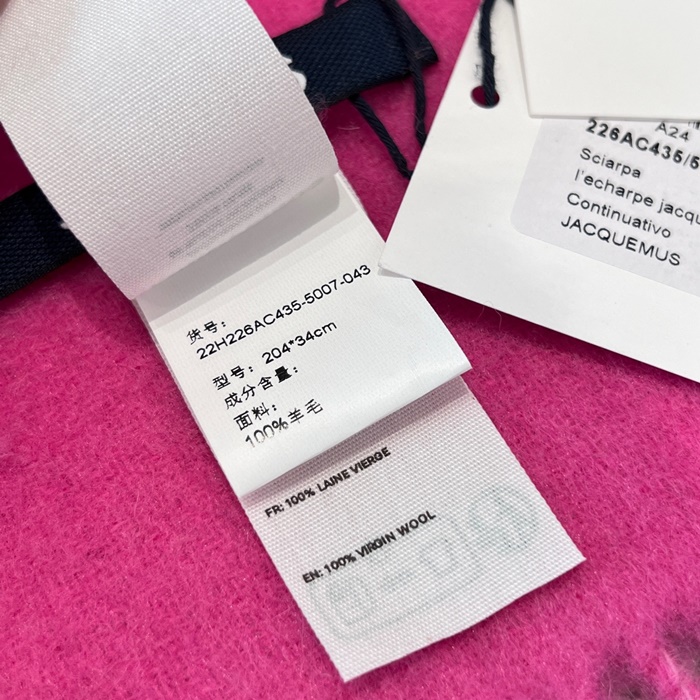 货号:
22H226AC435-5007-043
型号: 204*34cm
成分含量:
面料:
100%羊毛
FR: 100% LAINE VIERGE
EN: 100% VIRGIN WOOL
A24
226AC435/5
Sciarpa
l'echarpe jacqu
Continuativo
JACQUEMUS